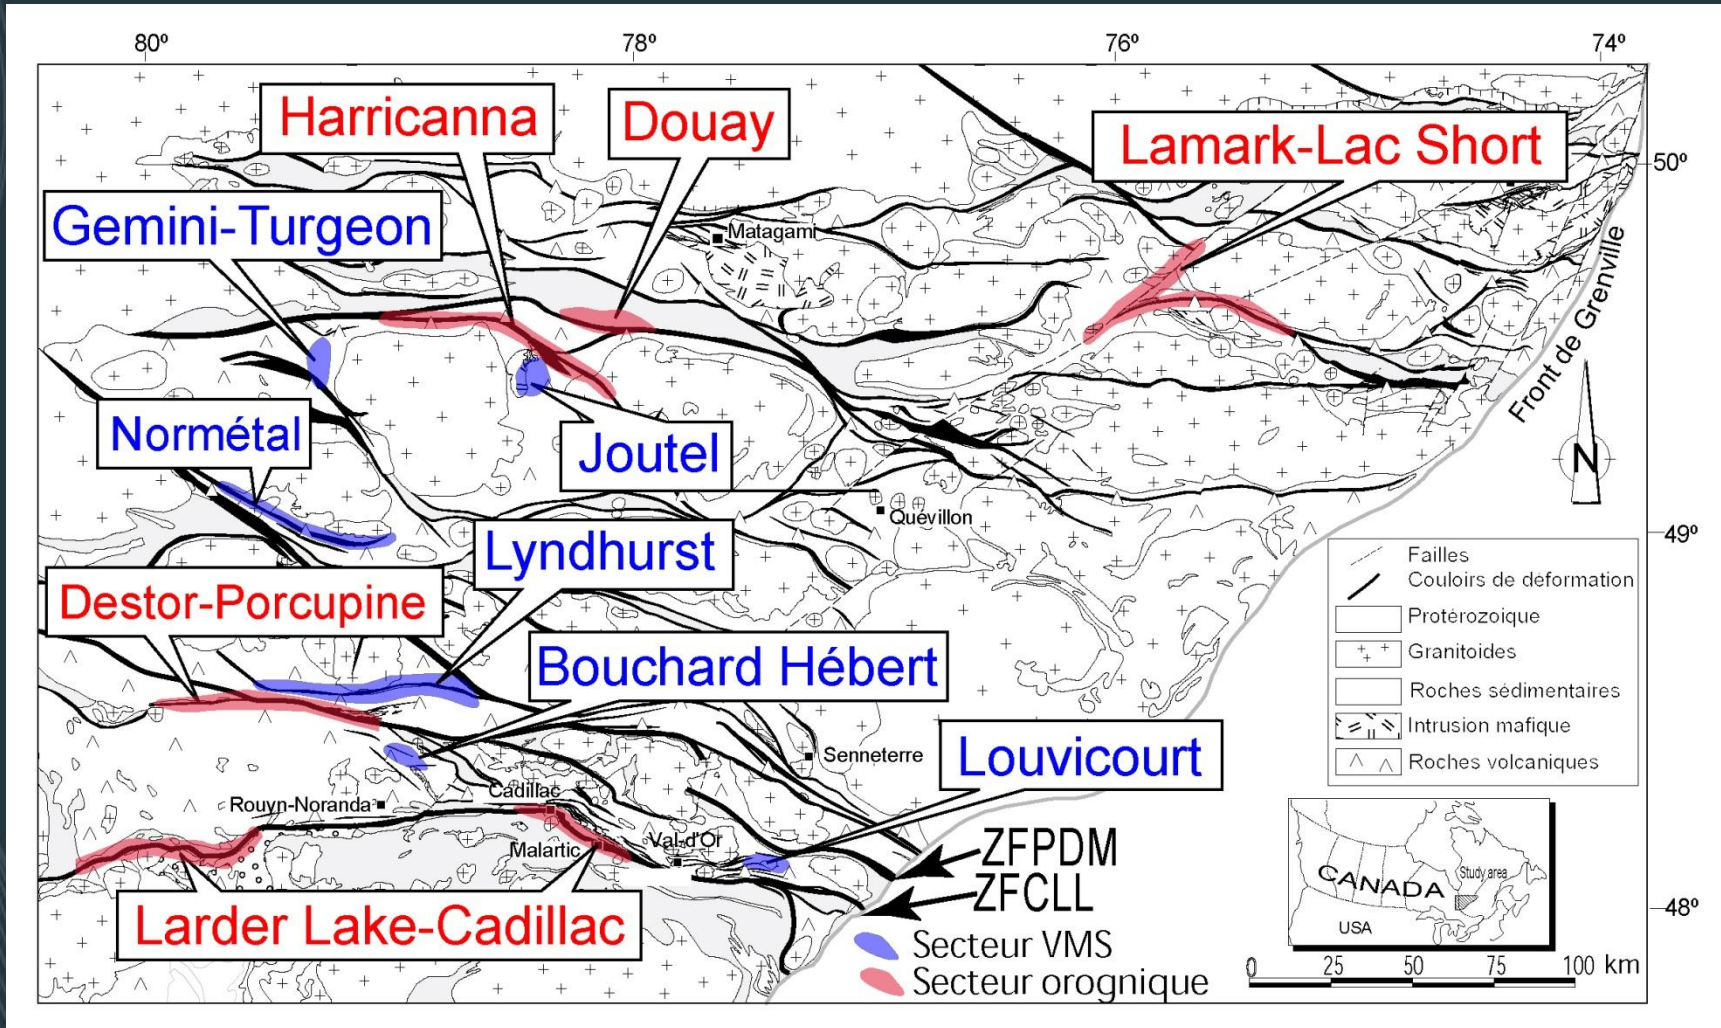 80º
78º
76º
74º
Harricanna
Douay
Lamark-Lac Short
50º
Gemini-Turgeon
Matagami
Front de Grenville
Normétal
Joutel
N
Quévillon
49º
Lyndhurst
Failles
Couloirs de déformation
Protérozoique
Granitoides
Roches sédimentaires
Intrusion mafique
Roches volcaniques
Destor-Porcupine
Bouchard Hébert
Senneterre
Louvicourt
Rouyn-Noranda
Cadillac
Malartic
Val-d'Or
ZFPDM
ZFCLL
Larder Lake-Cadillac
CANADA
Study area
USA
48º
Secteur VMS
Secteur orognique
0 25 50 75 100 km